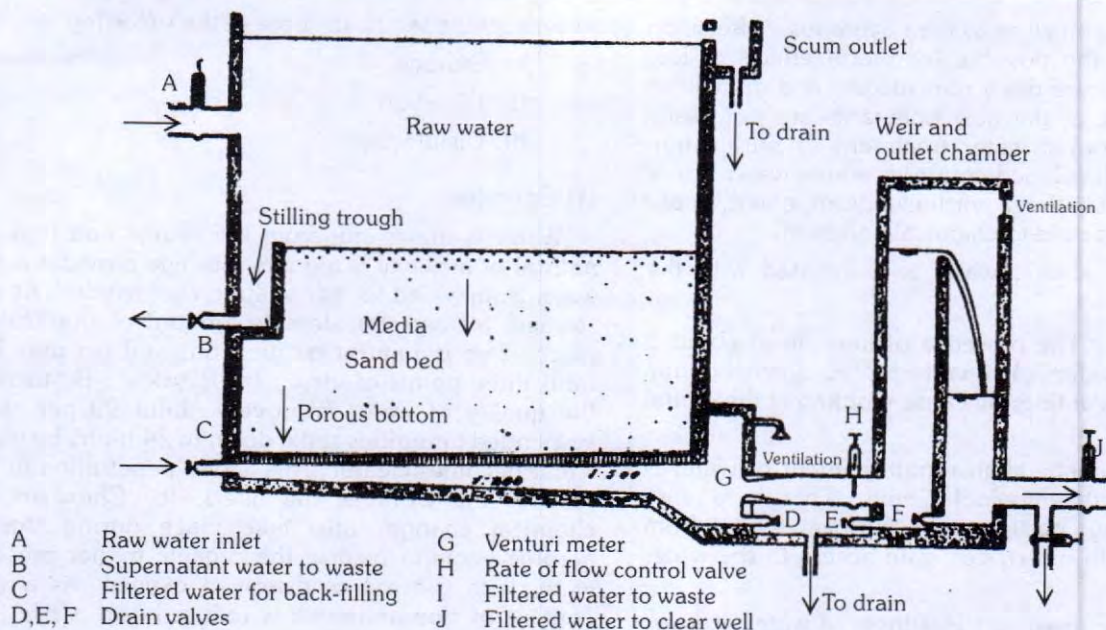 Scum outlet
A
Raw water
To drain
Weir and
outlet chamber
Ventilation
Stilling trough
B
Media
Sand bed
Porous bottom
C
H
J
G
Ventilation
D
E
F
To drain
A Raw water inlet
B Supernatant water to waste
C Filtered water for back-filling
D,E, F Drain valves
G Venturi meter
H Rate of flow control valve
I Filtered water to waste
J Filtered water to clear well